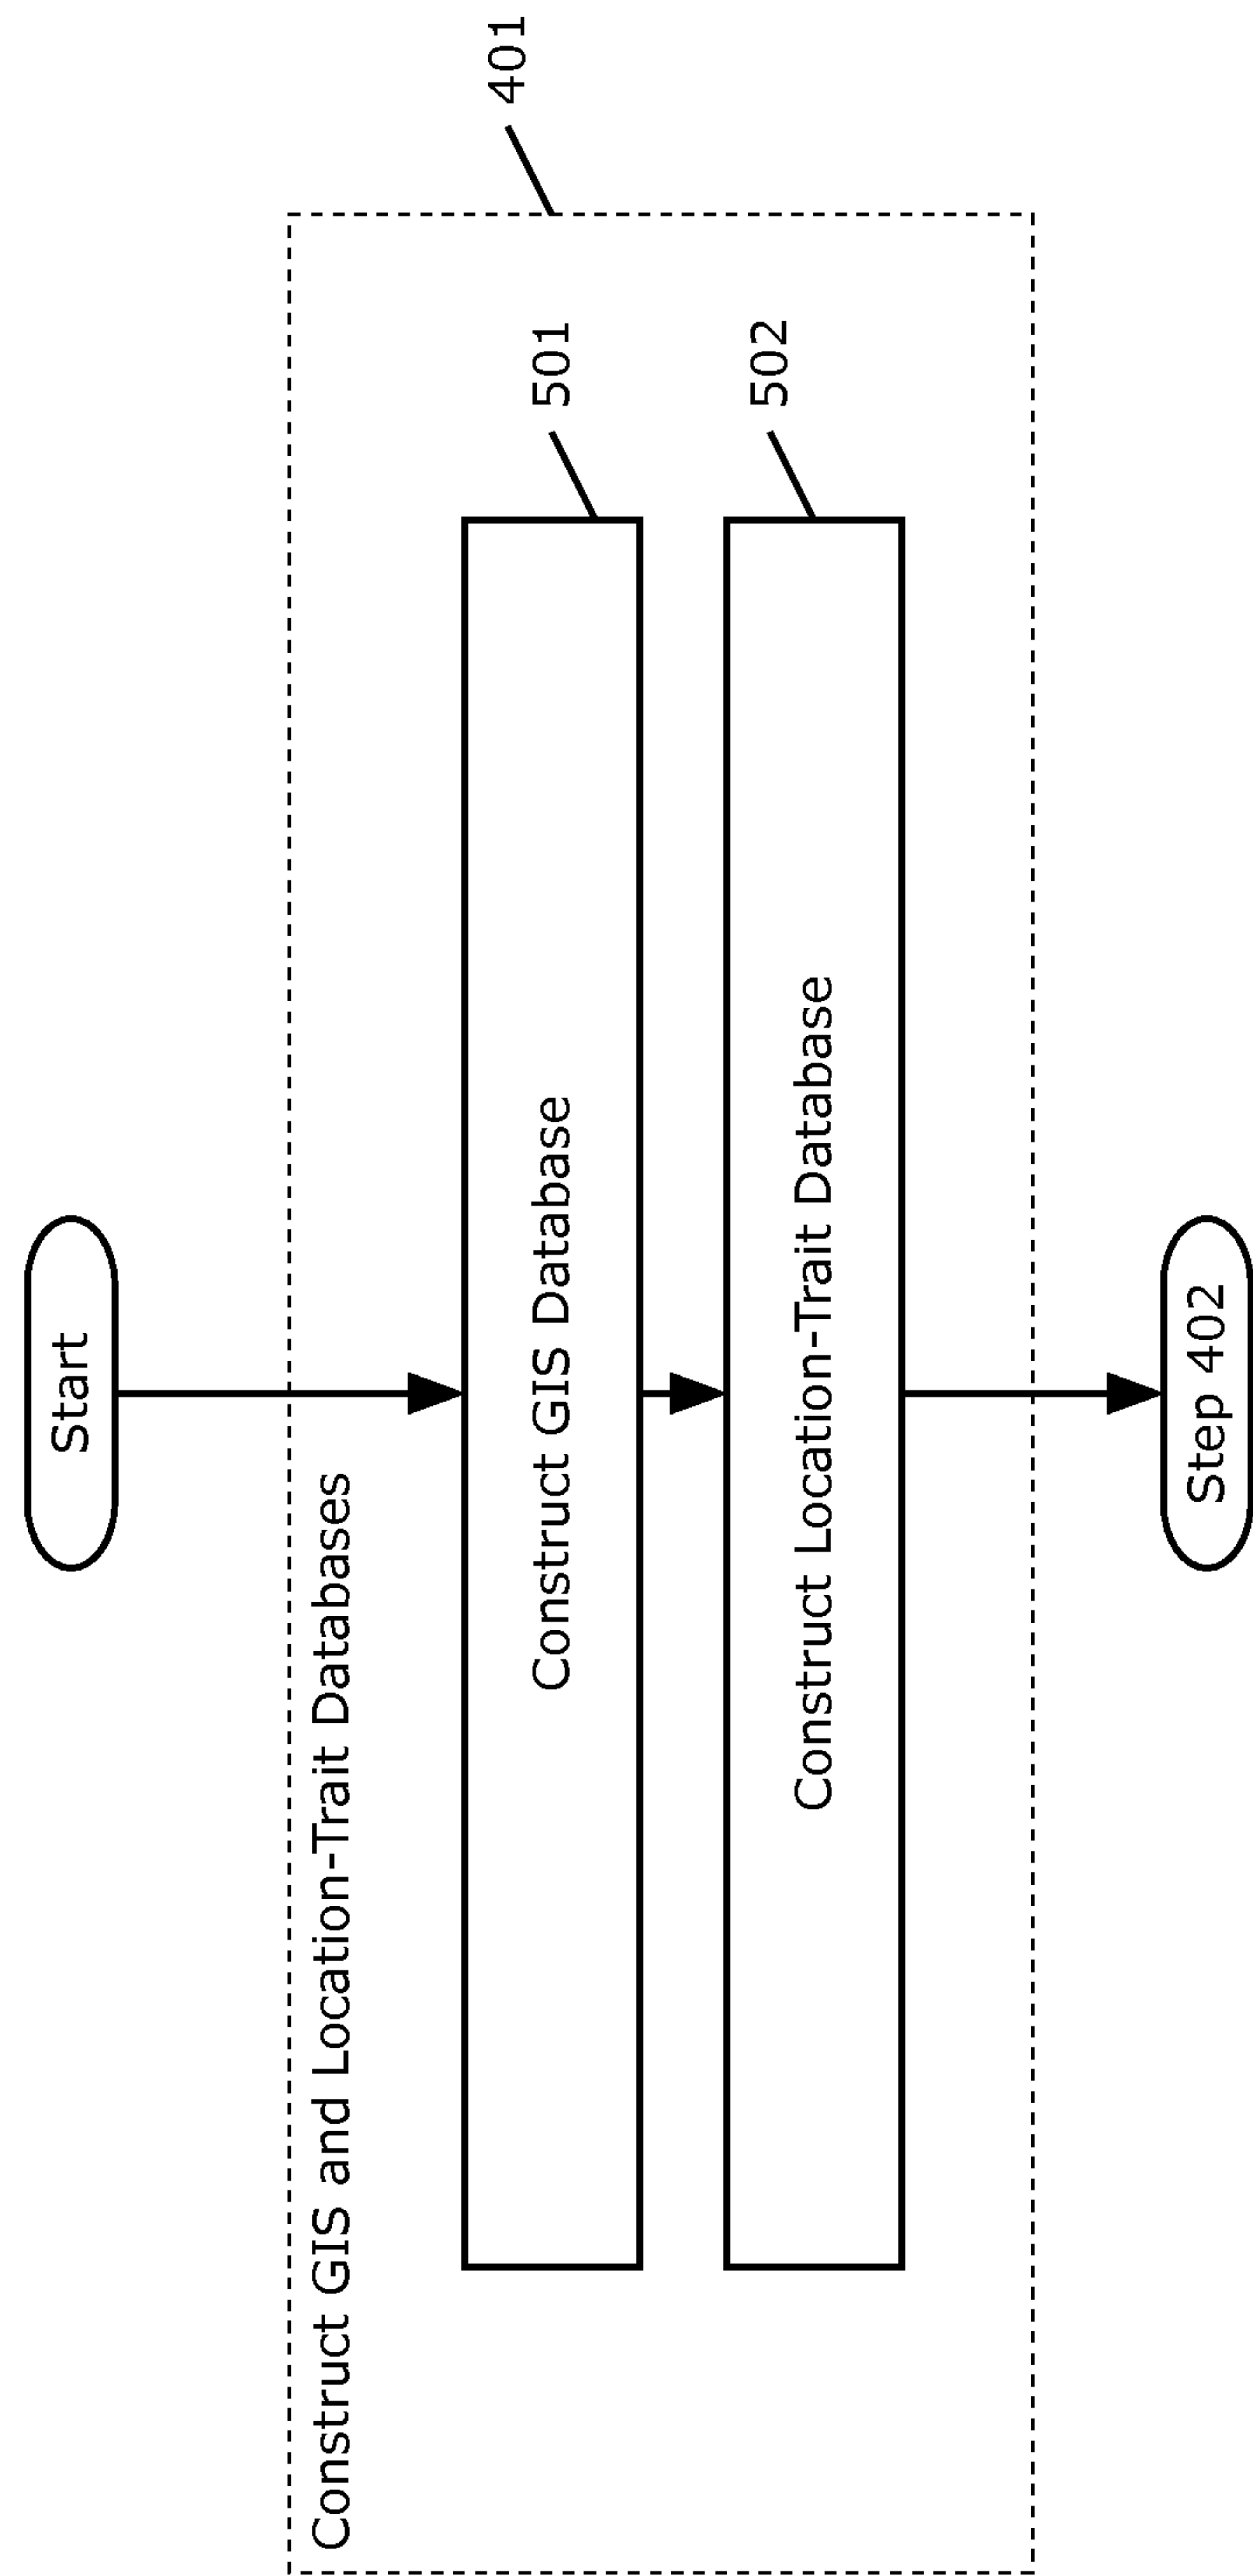 Start
401
Construct GIS and Location-Trait Databases
501
Construct GIS Database
502
Construct Location-Trait Database
Step 402